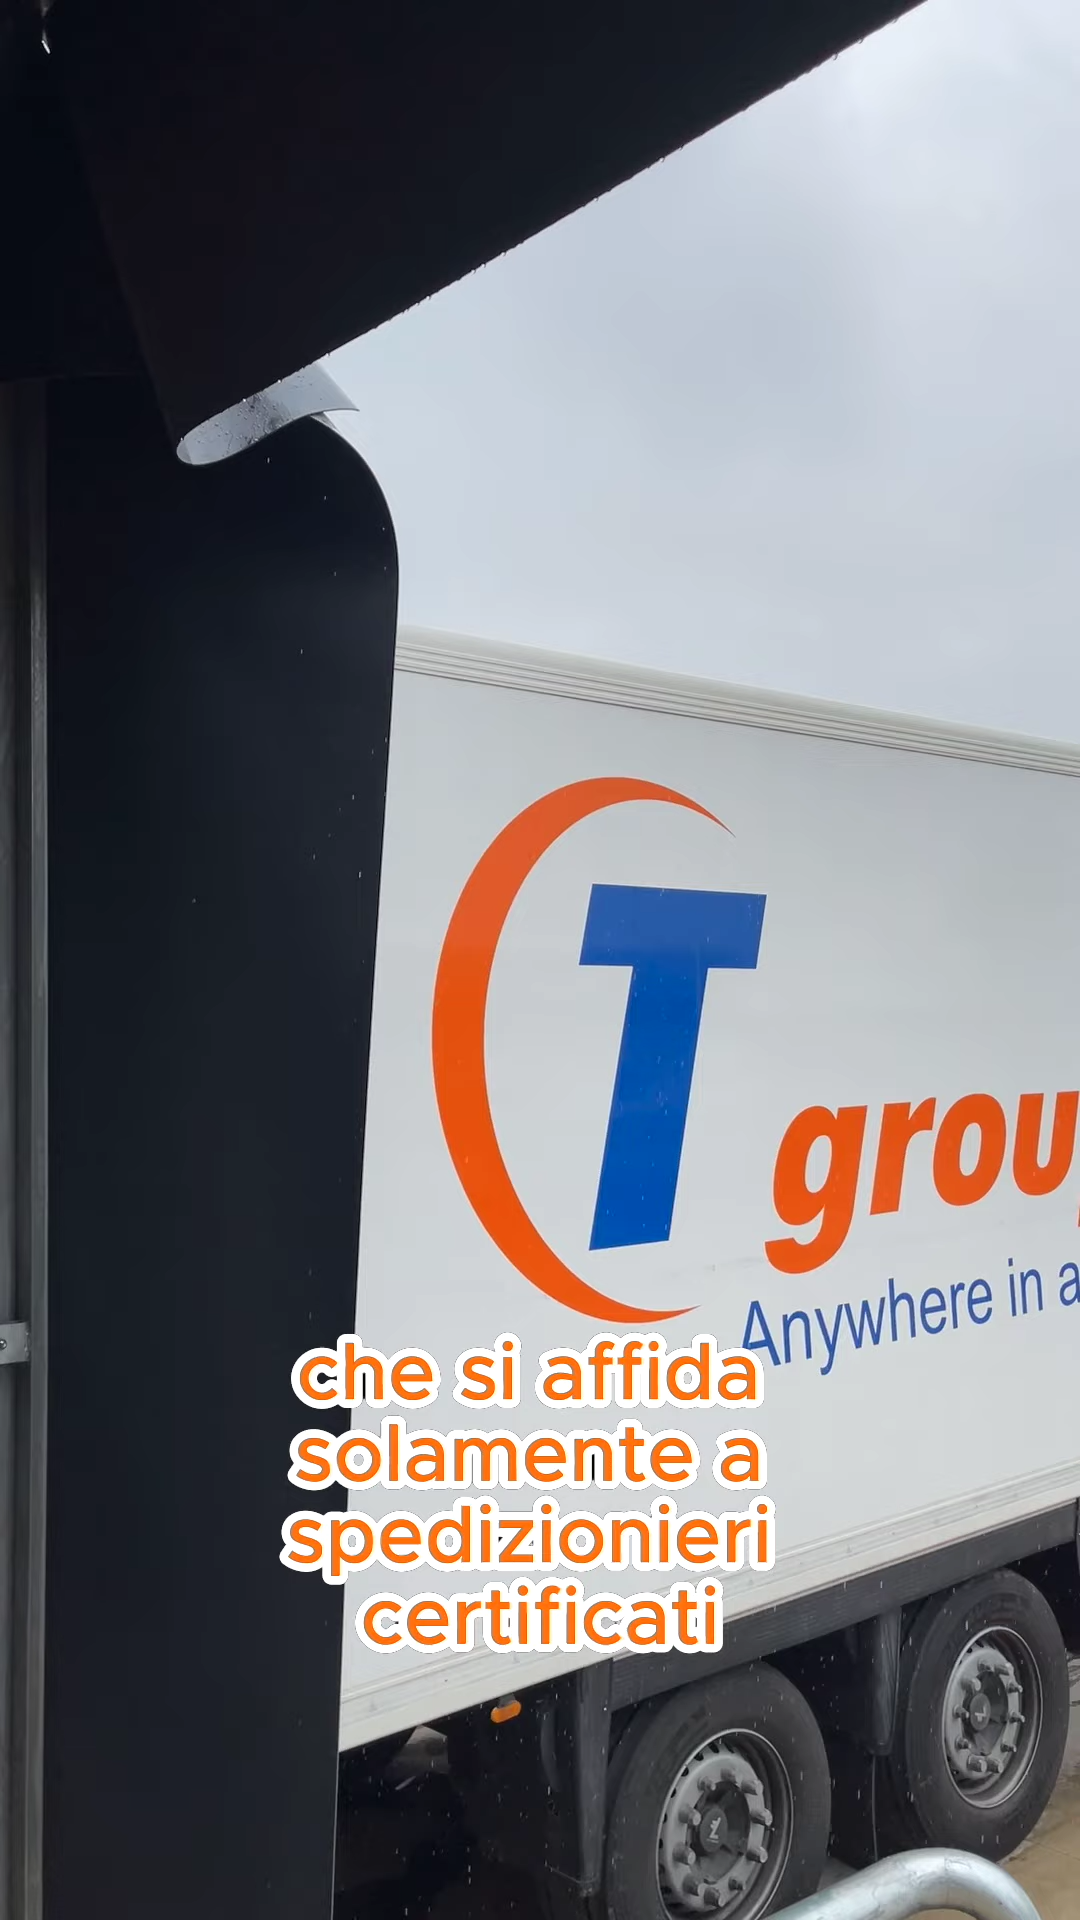 T
grou
Anywhere in a
che si affida
solamente a
spedizionieri
certificati